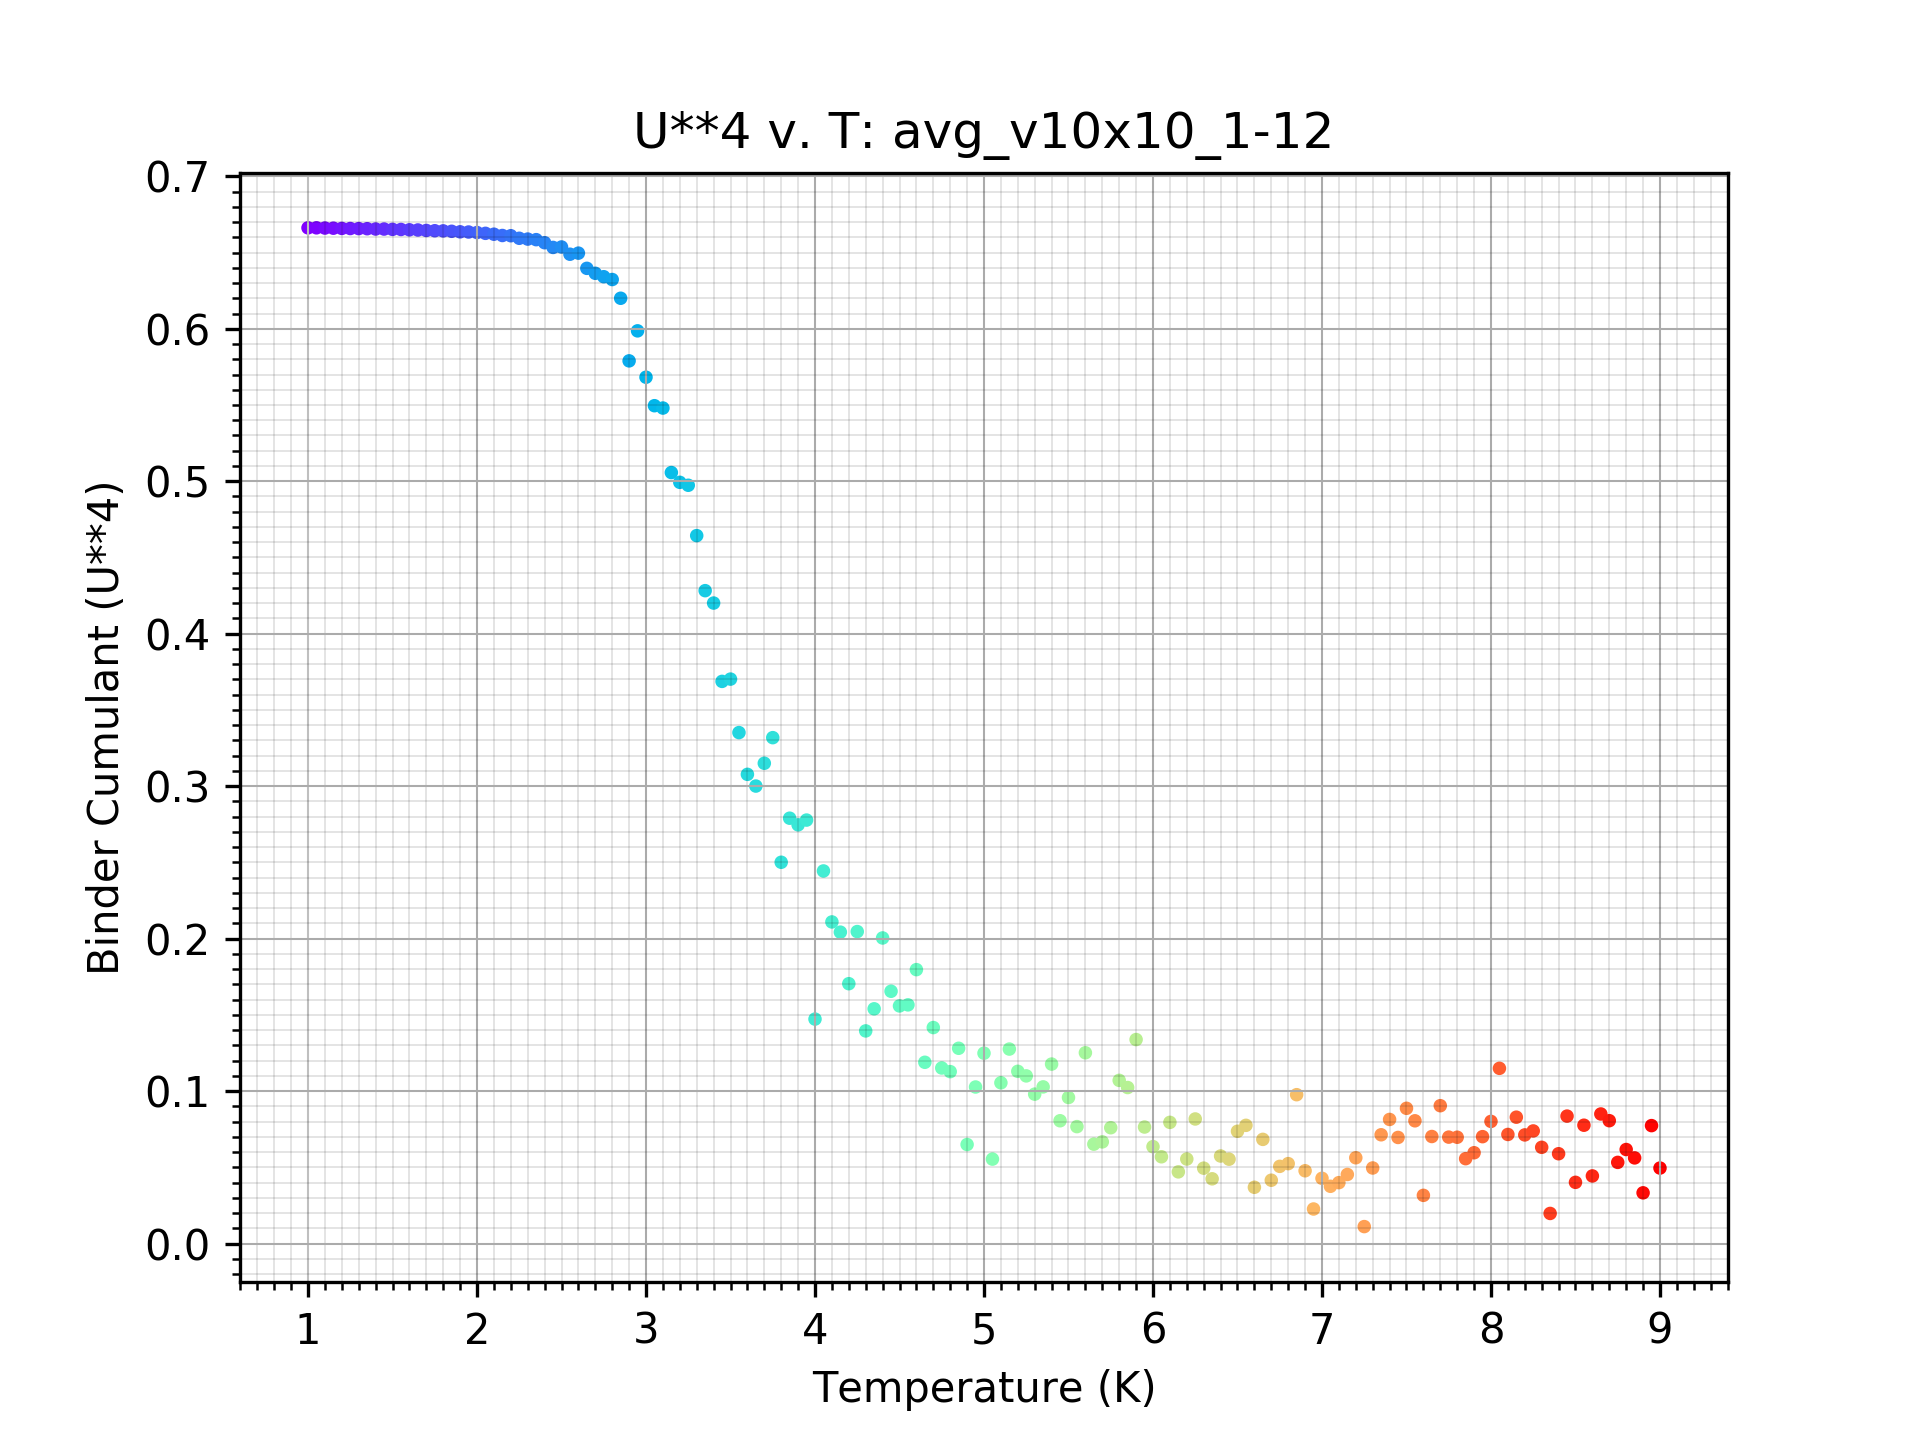 U**4 v. T: avg_v10x10_1-12
0.7
0.6
0.5
0.4
0.3
0.2
0.1
0.0
Binder Cumulant (U**4)
1 2 3 4 5 6 7 8 9
Temperature (K)